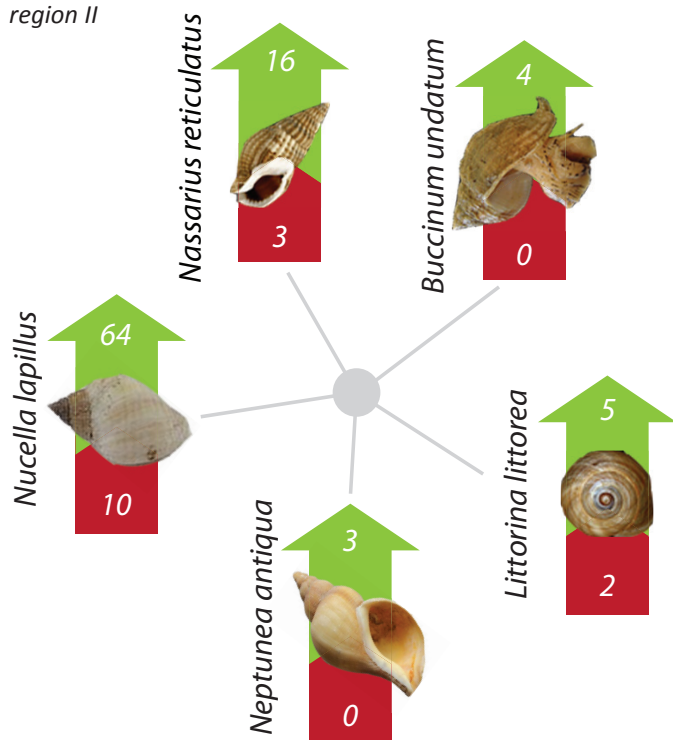 region II
Nassarius reticulatus
16
3
Buccinum undatum
4
0
Nucella lapillus
64
10
Littorina littorea
5
2
Neptunea antiqua
3
0